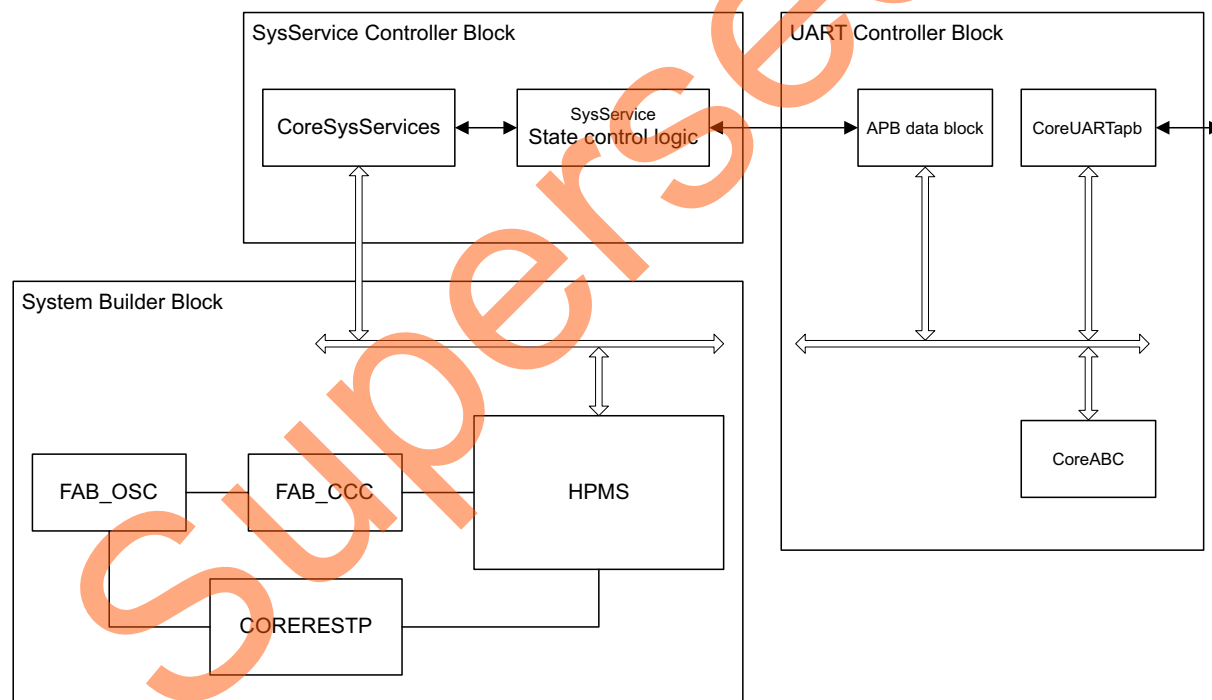 SysService Controller Block
UART Controller Block
CoreSysServices
SysService
State control logic
APB data block
CoreUARTapb
System Builder Block
CoreABC
FAB_OSC
FAB_CCC
HPMS
CORERESTP